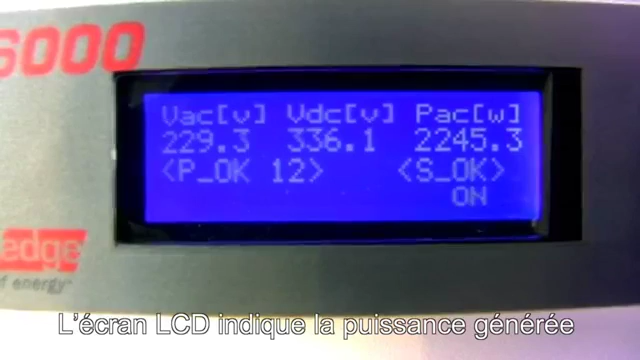 6000
Vac[v] Vdc[v] Pac[w]
229.3 336.1 2245.3
<P_OK 12> <S_OK>
ON
edge
of energy™
L'écran LCD indique la puissance générée